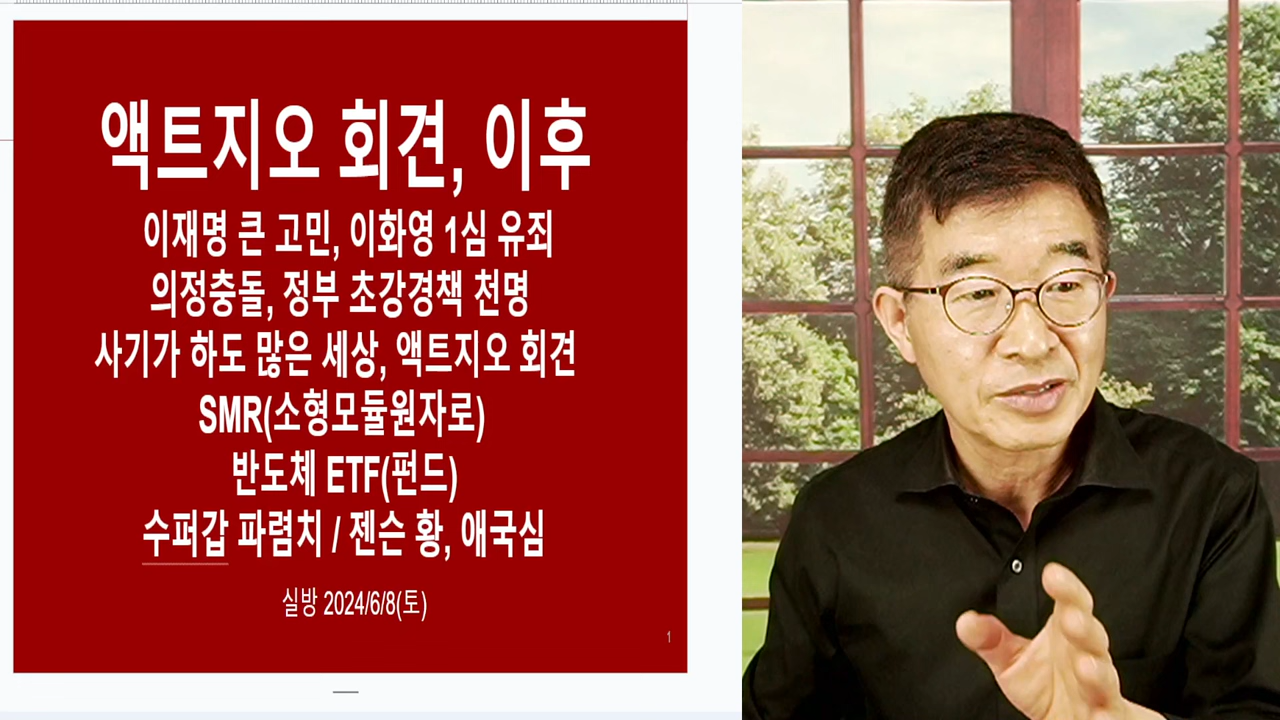 액트지오 회견, 이후
이재명 큰 고민, 이화영 1심 유죄
의정충돌, 정부 초강경책 천명
사기가 하도 많은 세상, 액트지오 회견
SMR(소형모듈원자로)
반도체 ETF(펀드)
수퍼갑 파렴치 / 젠슨 황, 애국심
실방 2024/6/8(토)
1